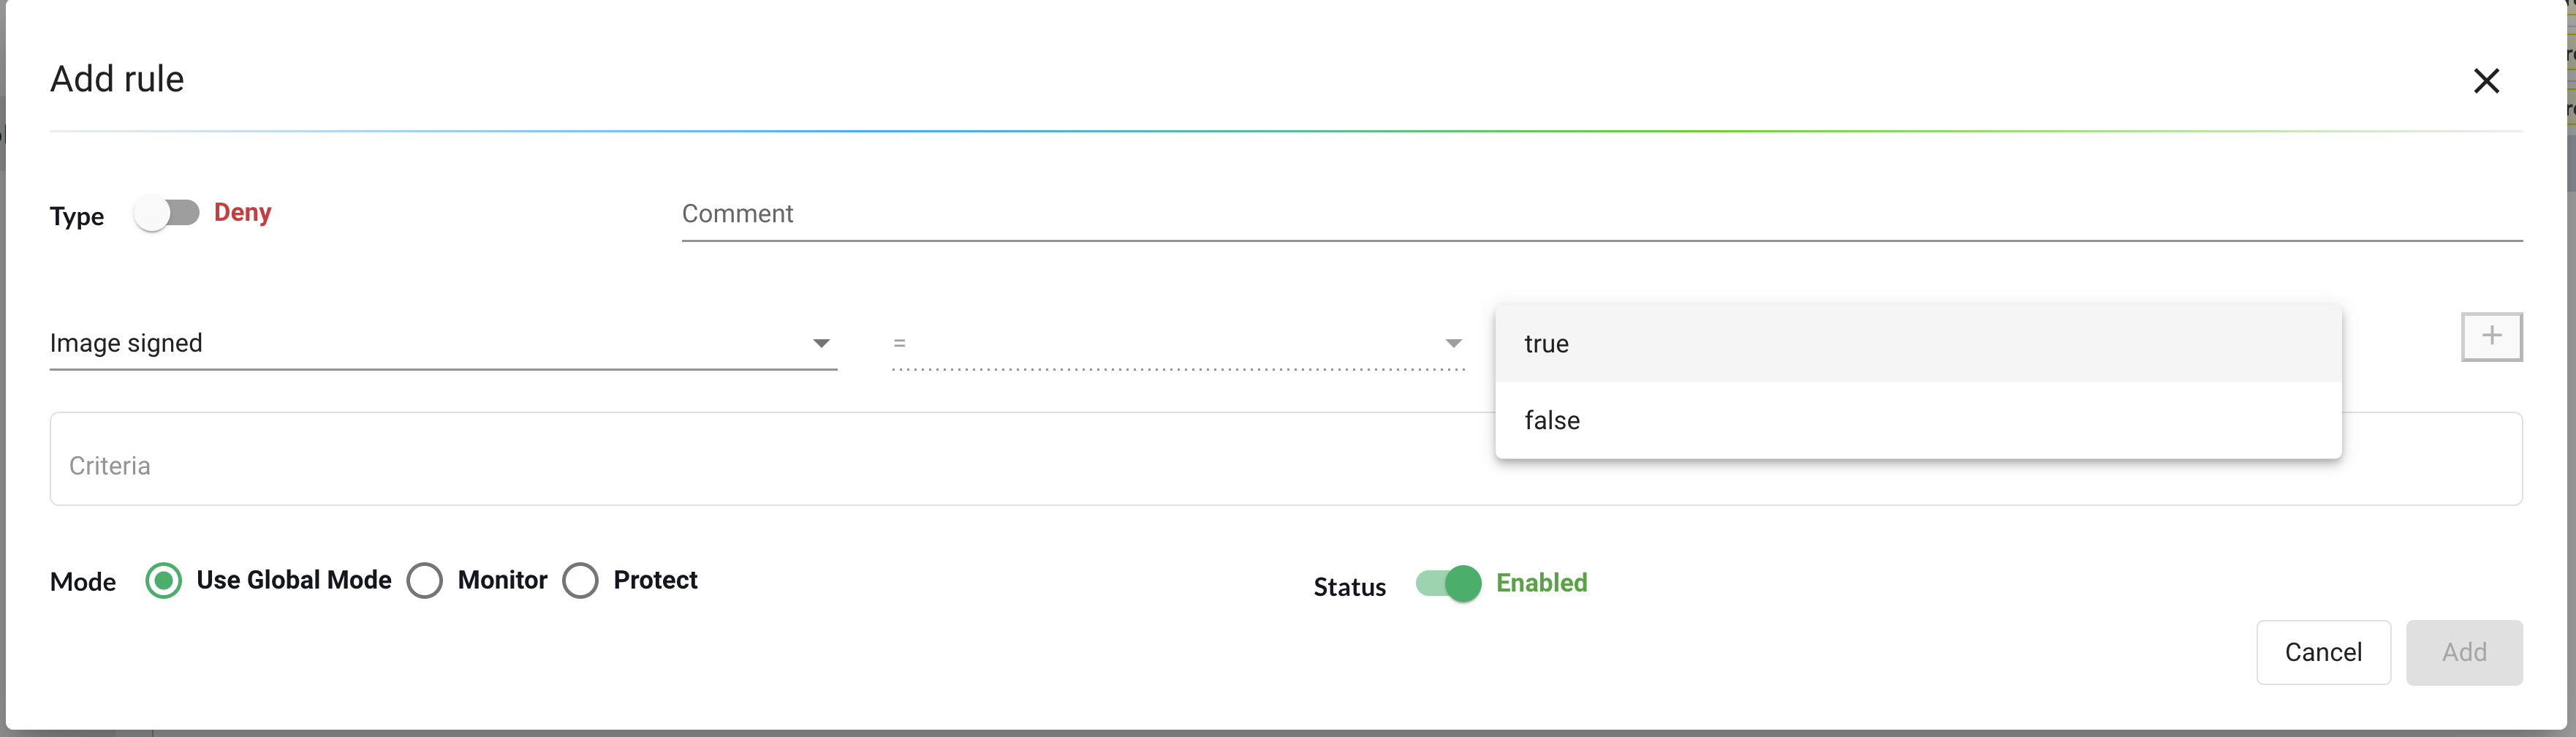 Add rule
Type Deny Comment
Image signed = true
false
Criteria
Mode Use Global Mode Monitor Protect Status Enabled
Cancel Add